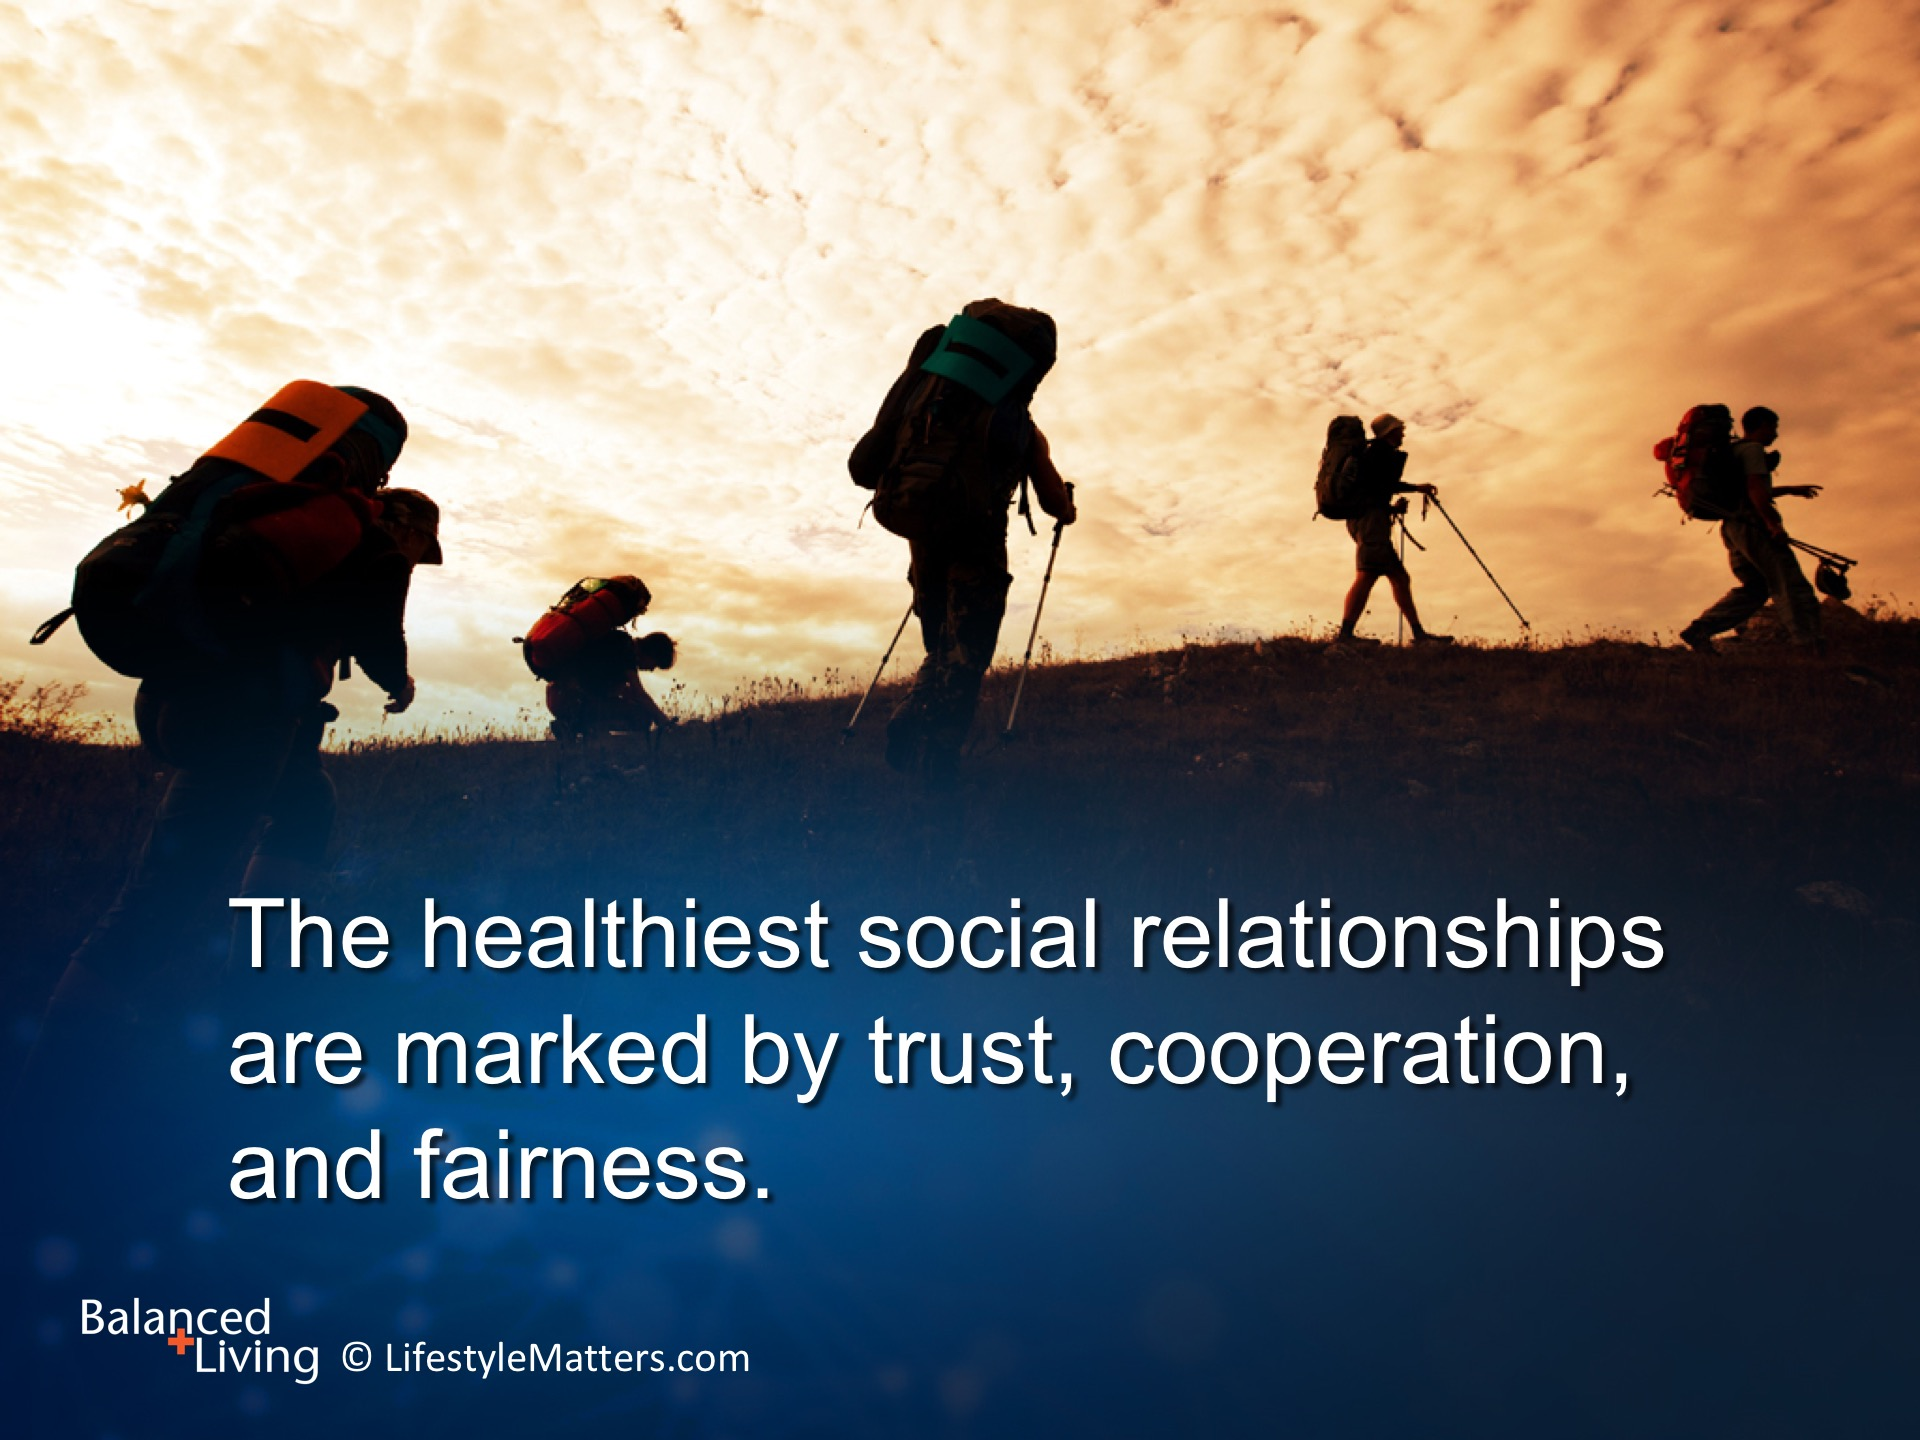 The healthiest social relationships
are marked by trust, cooperation,
and fairness.
Balanced
Living © LifestyleMatters.com